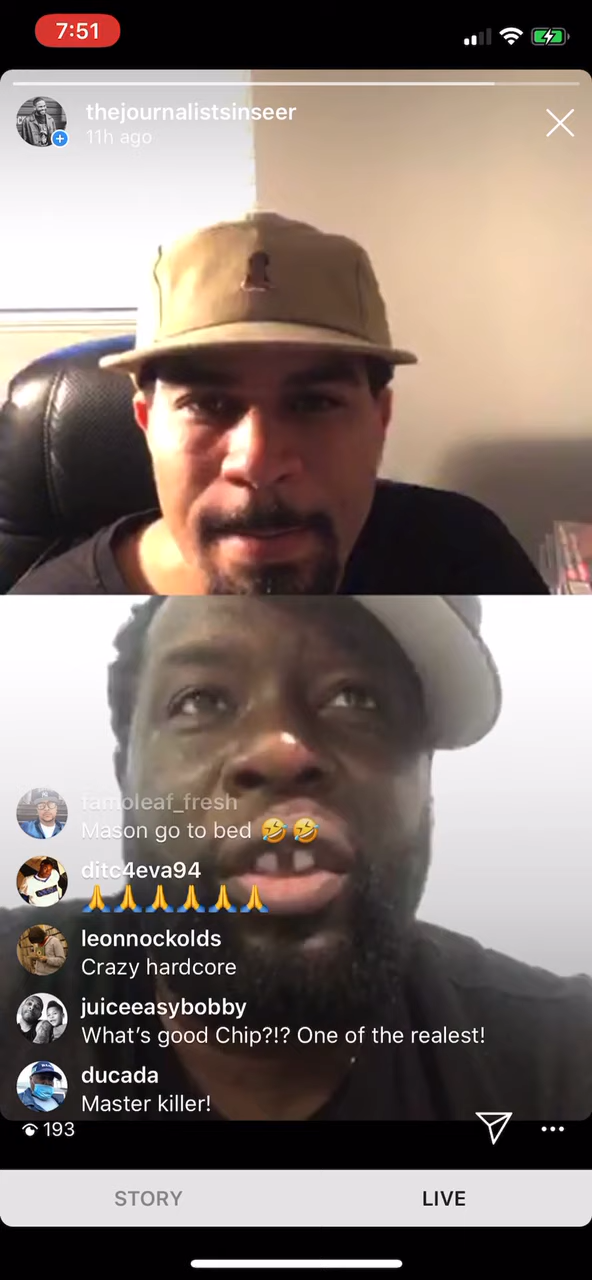 7:51
thejournalistsinseer
11h ago
famoleaf_fresh
Mason go to bed 🤣🤣
ditc4eva94
🙏🙏🙏🙏🙏🙏
leonnockolds
Crazy hardcore
juiceeasybobby
What's good Chip?!? One of the realest!
ducada
Master killer!
193
STORY
LIVE